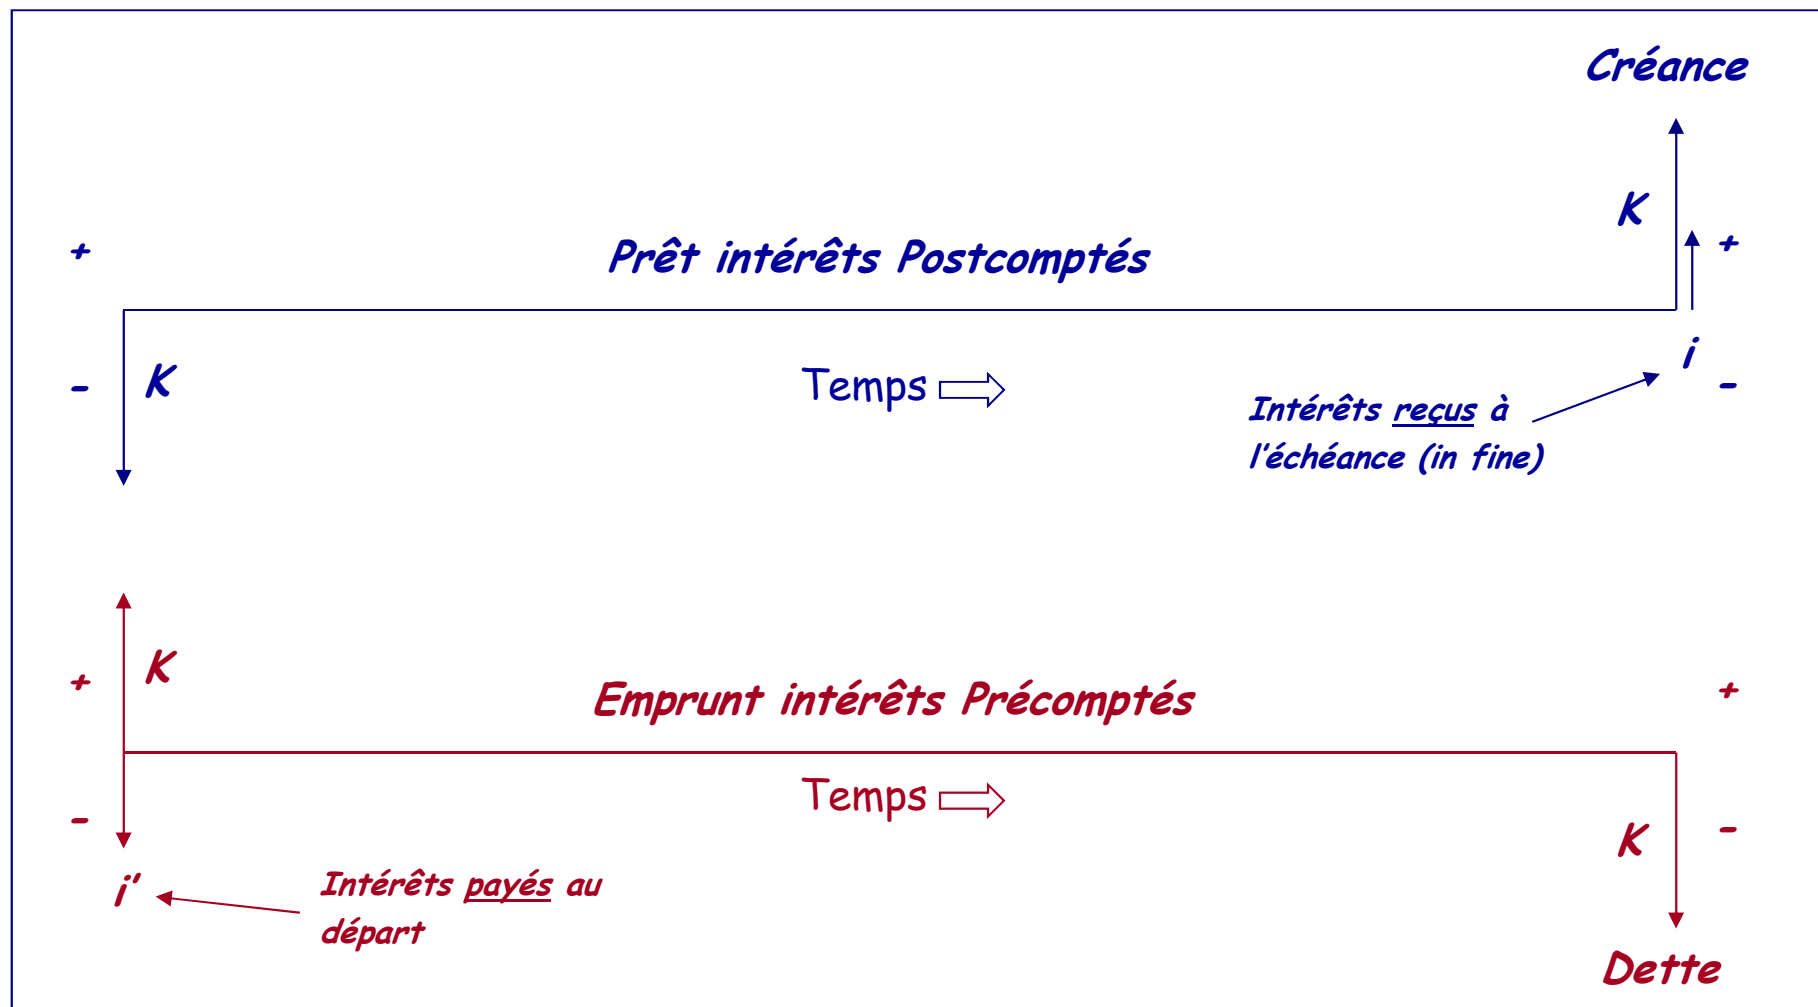 Créance
K
+ Prêt intérêts Postcomptés +
- K Temps i -
Intérêts reçus à
l'échéance (in fine)
+ K Emprunt intérêts Précomptés +
- Temps K -
i' Intérêts payés au
départ
Dette